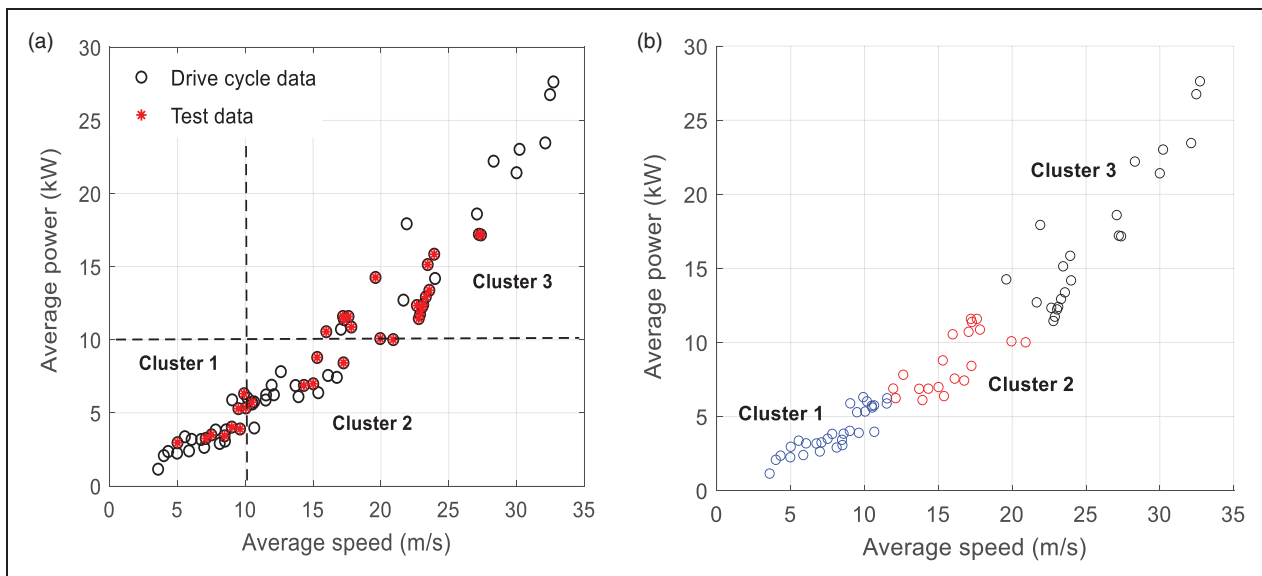 (a)
30
25
20
15
10
5
0
Average power (kW)
Drive cycle data
Test data
Cluster 1
Cluster 2
Cluster 3
0 5 10 15 20 25 30 35
Average speed (m/s)
(b)
30
25
20
15
10
5
0
Average power (kW)
Cluster 3
Cluster 2
Cluster 1
0 5 10 15 20 25 30 35
Average speed (m/s)